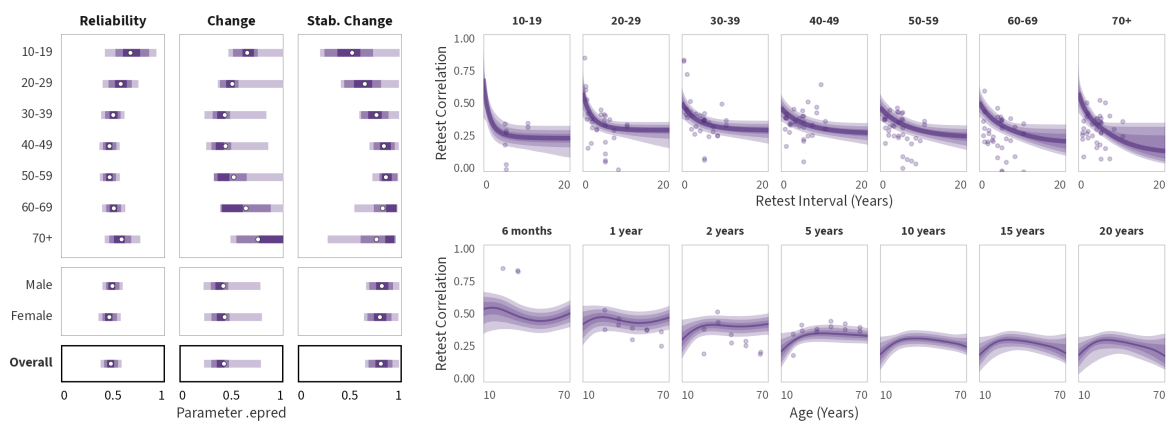 Reliability Change Stab. Change
10-19
20-29
30-39
40-49
50-59
60-69
70+
Male
Female
Overall
0 0.5 1 0 0.5 1 0 0.5 1
Parameter .epred
10-19 20-29 30-39 40-49 50-59 60-69 70+
Retest Correlation
1.00
0.75
0.50
0.25
0.00
0 20 0 20 0 20 0 20 0 20 0 20 0 20
Retest Interval (Years)
6 months 1 year 2 years 5 years 10 years 15 years 20 years
Retest Correlation
1.00
0.75
0.50
0.25
0.00
10 70 10 70 10 70 10 70 10 70 10 70 10 70
Age (Years)